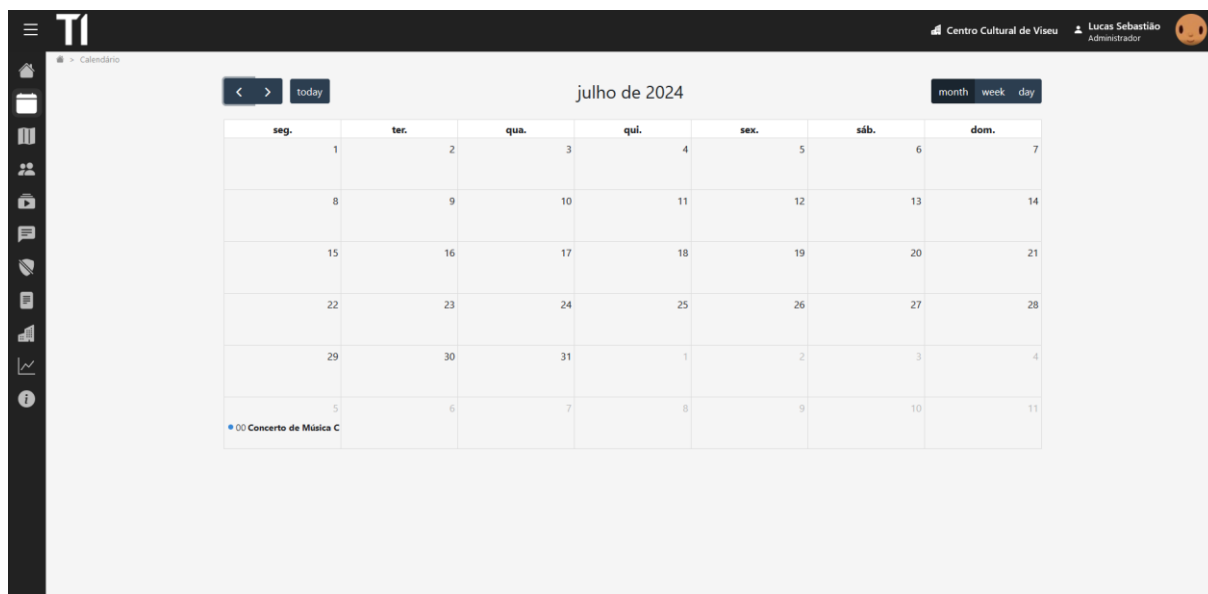 T1
Centro Cultural de Viseu
Lucas Sebastião
Administrador
> Calendário
< > today
julho de 2024
month week day
seg. ter. qua. qui. sex. sáb. dom.
1 2 3 4 5 6 7
8 9 10 11 12 13 14
15 16 17 18 19 20 21
22 23 24 25 26 27 28
29 30 31 1 2 3 4
5 6 7 8 9 10 11
00 Concerto de Música C